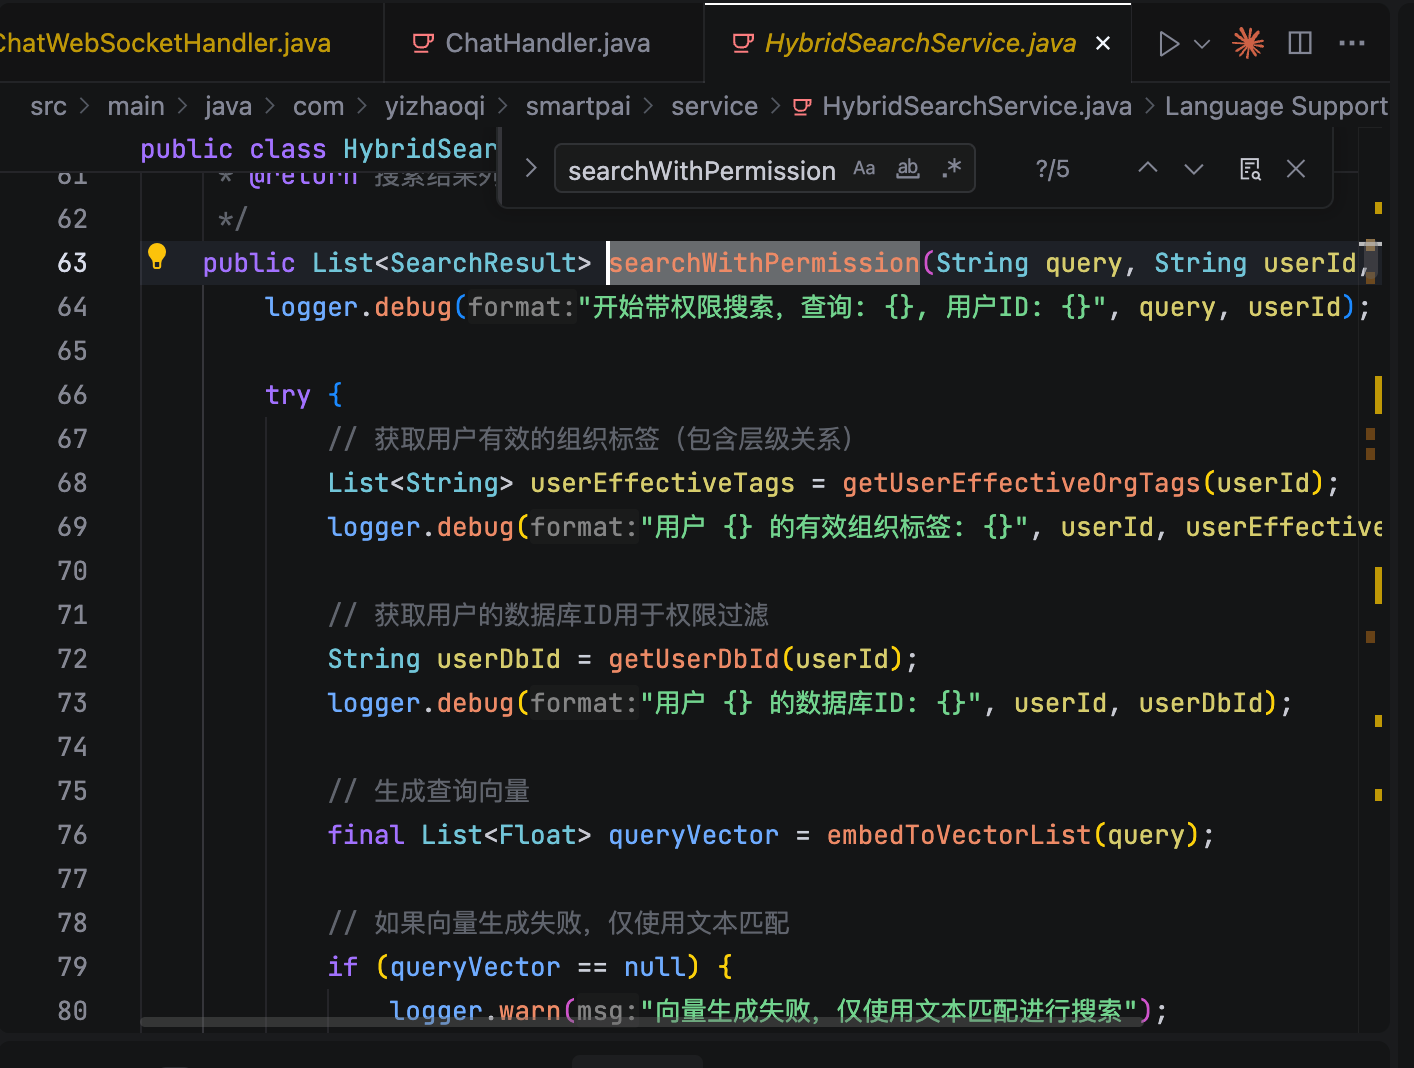 ChatWebSocketHandler.java ChatHandler.java HybridSearchService.java
src > main > java > com > yizhaoqi > smartpai > service > HybridSearchService.java > Language Support
public class HybridSear
searchWithPermission Aa ab .* ?/5
61 * @return 搜索结果列
62 */
63 public List<SearchResult> searchWithPermission(String query, String userId,
64 logger.debug(format:"开始带权限搜索，查询: {}, 用户ID: {}", query, userId);
65
66 try {
67 // 获取用户有效的组织标签（包含层级关系）
68 List<String> userEffectiveTags = getUserEffectiveOrgTags(userId);
69 logger.debug(format:"用户 {} 的有效组织标签: {}", userId, userEffective
70
71 // 获取用户的数据库ID用于权限过滤
72 String userDbId = getUserDbId(userId);
73 logger.debug(format:"用户 {} 的数据库ID: {}", userId, userDbId);
74
75 // 生成查询向量
76 final List<Float> queryVector = embedToVectorList(query);
77
78 // 如果向量生成失败，仅使用文本匹配
79 if (queryVector == null) {
80 logger.warn(msg:"向量生成失败，仅使用文本匹配进行搜索");